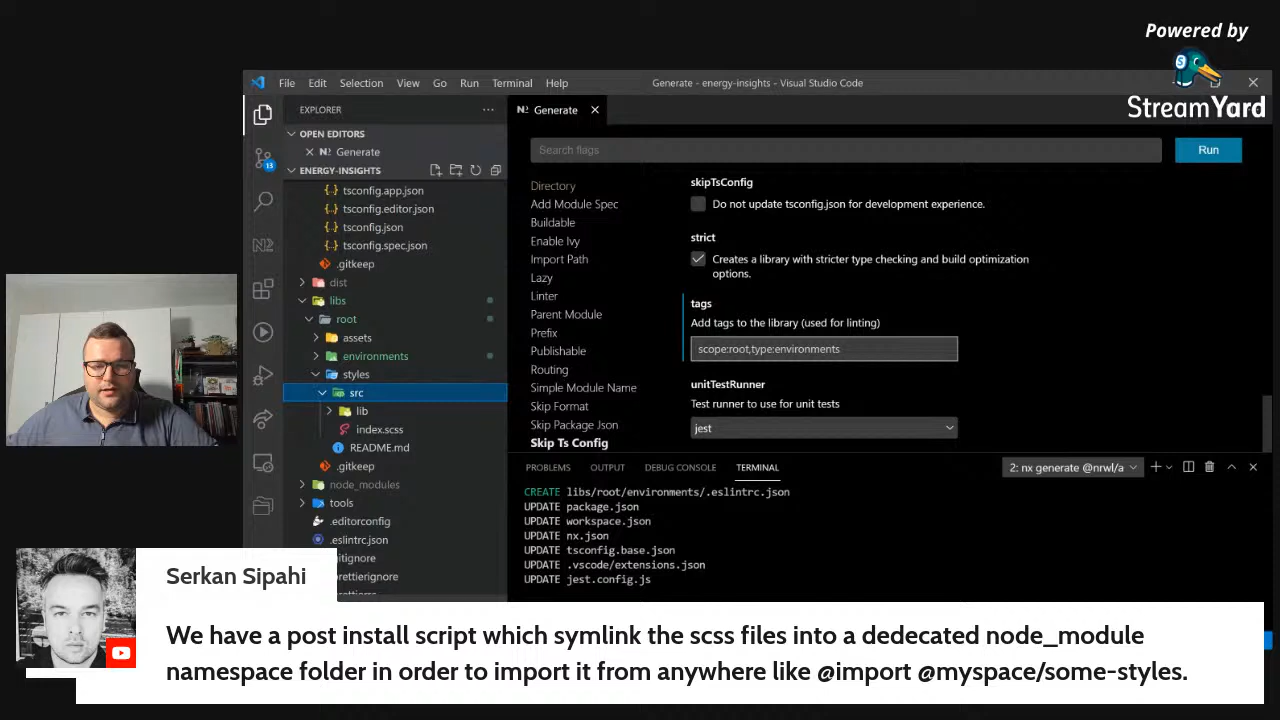 Powered by
StreamYard
File Edit Selection View Go Run Terminal Help
Generate - energy-insights - Visual Studio Code
EXPLORER
OPEN EDITORS
Generate
ENERGY-INSIGHTS
tsconfig.app.json
tsconfig.editor.json
tsconfig.json
tsconfig.spec.json
.gitkeep
dist
libs
root
assets
environments
styles
src
lib
index.scss
README.md
.gitkeep
node_modules
tools
.editorconfig
.eslintrc.json
13
Generate
Search flags
Run
Directory
Add Module Spec
Buildable
Enable Ivy
Import Path
Lazy
Linter
Parent Module
Prefix
Publishable
Routing
Simple Module Name
Skip Format
Skip Package Json
Skip Ts Config
skipTsConfig
Do not update tsconfig.json for development experience.
strict
Creates a library with stricter type checking and build optimization
options.
tags
Add tags to the library (used for linting)
scope:root,type:environments
unitTestRunner
Test runner to use for unit tests
jest
PROBLEMS OUTPUT DEBUG CONSOLE TERMINAL
2: nx generate @nrwl/a
CREATE libs/root/environments/.eslintrc.json
UPDATE package.json
UPDATE workspace.json
UPDATE nx.json
UPDATE tsconfig.base.json
UPDATE .vscode/extensions.json
UPDATE jest.config.js
Serkan Sipahi
We have a post install script which symlink the scss files into a dedecated node_module
namespace folder in order to import it from anywhere like @import @myspace/some-styles.